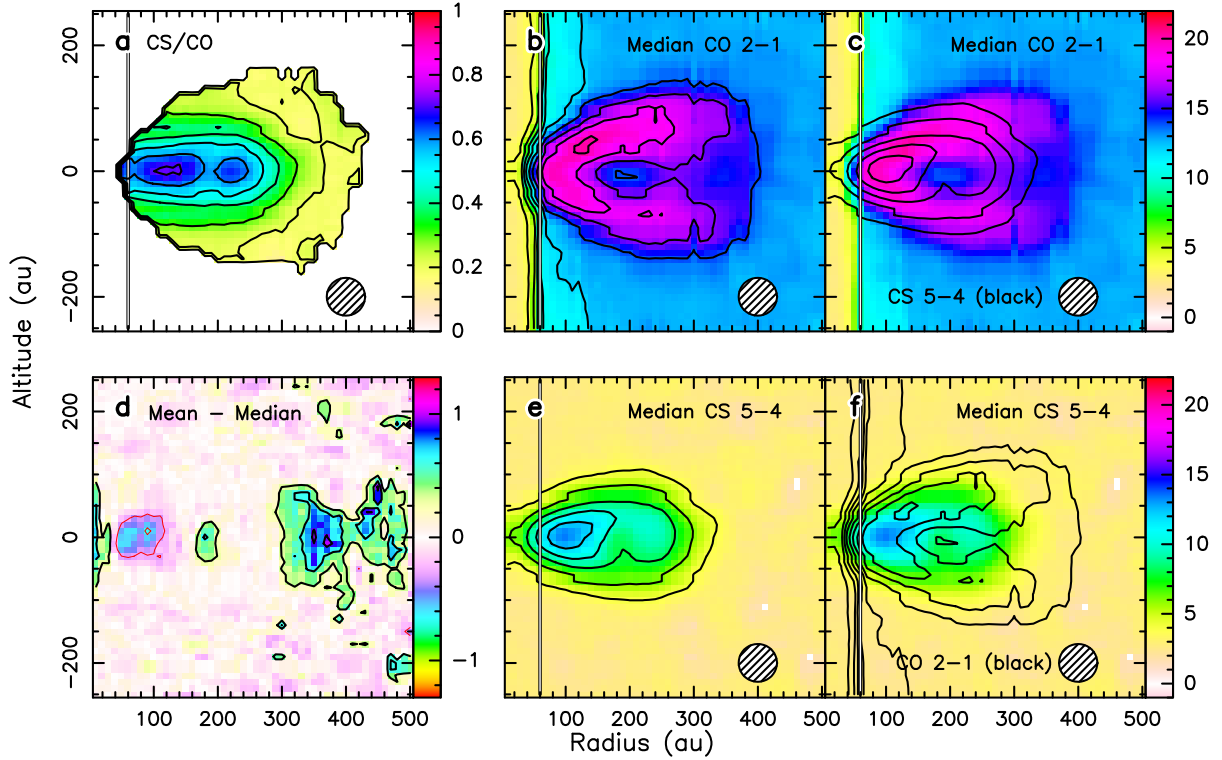 a CS/CO
b Median CO 2−1
c Median CO 2−1
CS 5−4 (black)
200
0
−200
1
0.8
0.6
0.4
0.2
0
20
15
10
5
0
Altitude (au)
d Mean − Median
e Median CS 5−4
f Median CS 5−4
CO 2−1 (black)
200
0
−200
1
0
−1
20
15
10
5
0
100 200 300 400 500
100 200 300 400 500
100 200 300 400 500
Radius (au)